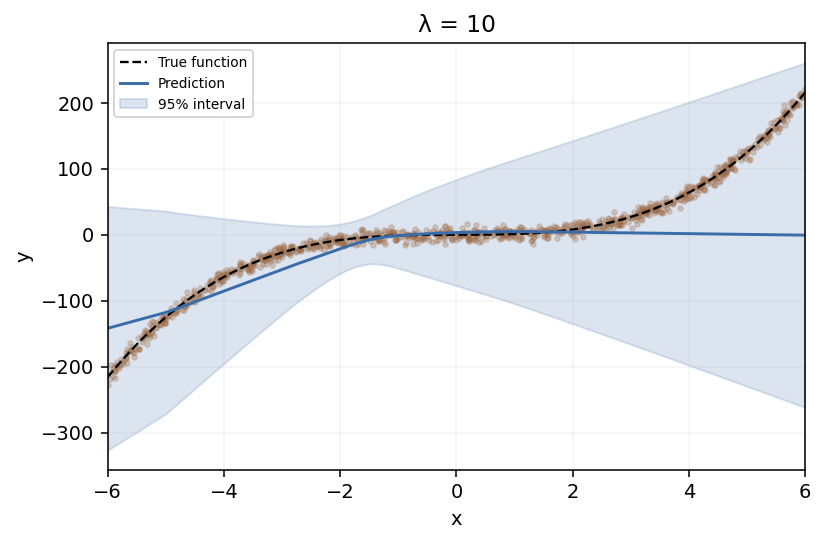 λ = 10
True function
Prediction
95% interval
200
100
0
−100
−200
−300
y
−6
−4
−2
0
2
4
6
x